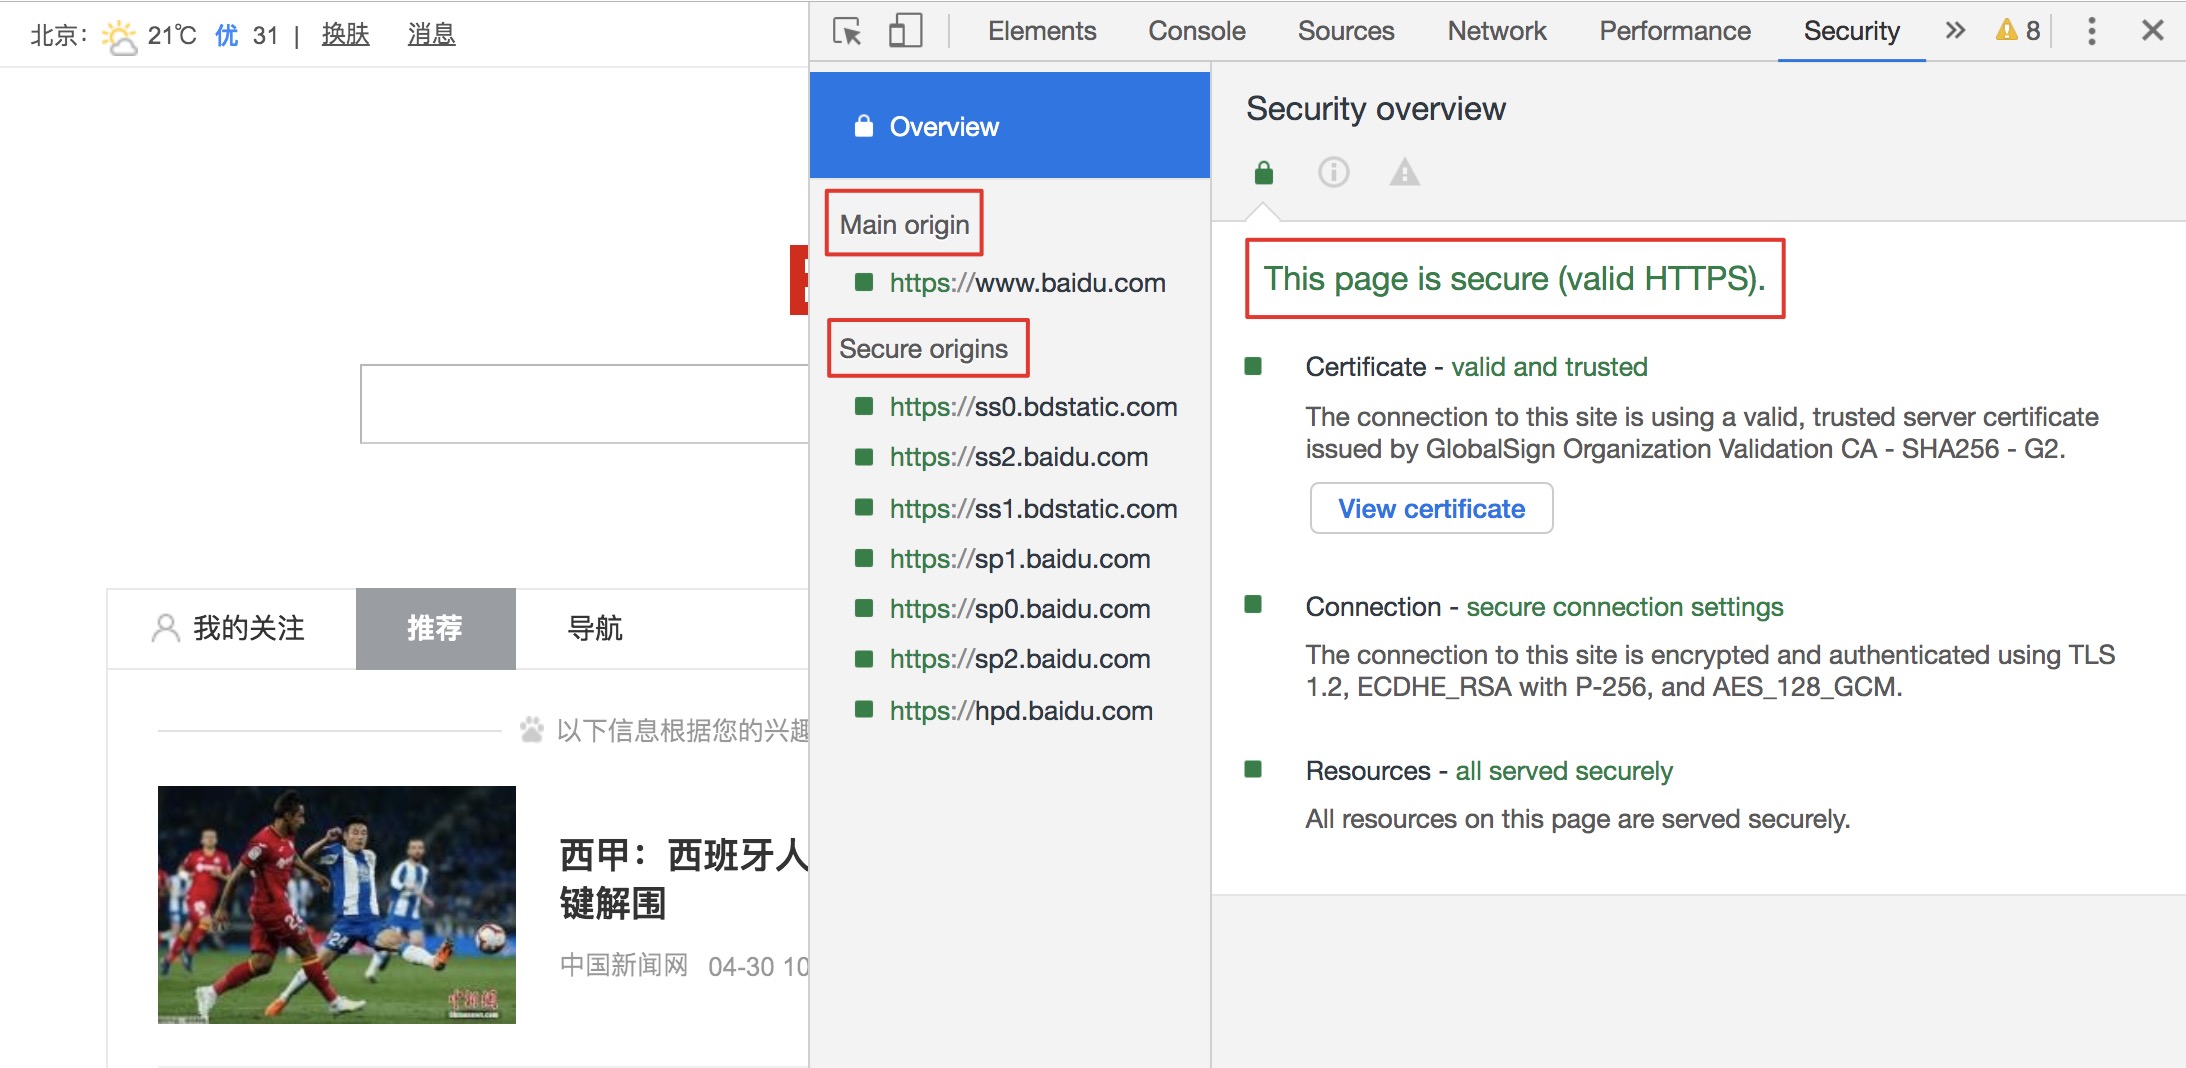 北京： 21℃ 优 31 | 换肤 消息
Elements Console Sources Network Performance Security » 8
Overview
Main origin
https://www.baidu.com
Secure origins
https://ss0.bdstatic.com
https://ss2.baidu.com
https://ss1.bdstatic.com
https://sp1.baidu.com
https://sp0.baidu.com
https://sp2.baidu.com
https://hpd.baidu.com
Security overview
This page is secure (valid HTTPS).
Certificate - valid and trusted
The connection to this site is using a valid, trusted server certificate
issued by GlobalSign Organization Validation CA - SHA256 - G2.
View certificate
Connection - secure connection settings
The connection to this site is encrypted and authenticated using TLS
1.2, ECDHE_RSA with P-256, and AES_128_GCM.
Resources - all served securely
All resources on this page are served securely.
我的关注 推荐 导航
以下信息根据您的兴趣
西甲：西班牙人
键解围
中国新闻网 04-30 10
24